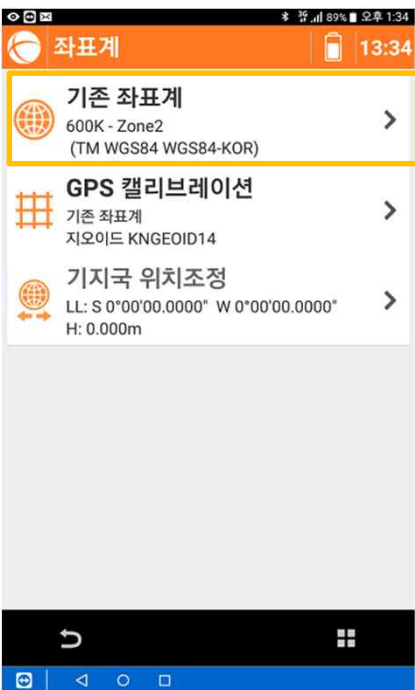 3G 89% 오후 1:34
좌표계 13:34
기존 좌표계
600K - Zone2
(TM WGS84 WGS84-KOR)
GPS 캘리브레이션
기존 좌표계
지오이드 KNGEOID14
기지국 위치조정
LL: S 0°00'00.0000" W 0°00'00.0000"
H: 0.000m